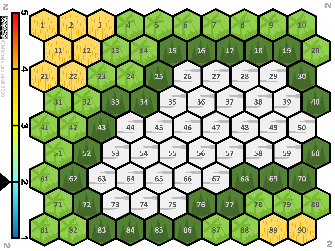 2 2
5
1 2 3 4 5 6 7 8 9 10
11 12 13 14 15 16 17 18 19 20
4
21 22 23 24 25 26 27 28 29 30
31 32 33 34 35 36 37 38 39 40
3
41 42 43 44 45 46 47 48 49 50
51 52 53 54 55 56 57 58 59 60
2
61 62 63 64 65 66 67 68 69 70
71 72 73 74 75 76 77 78 79 80
1
81 82 83 84 85 86 87 88 89 90
2 2